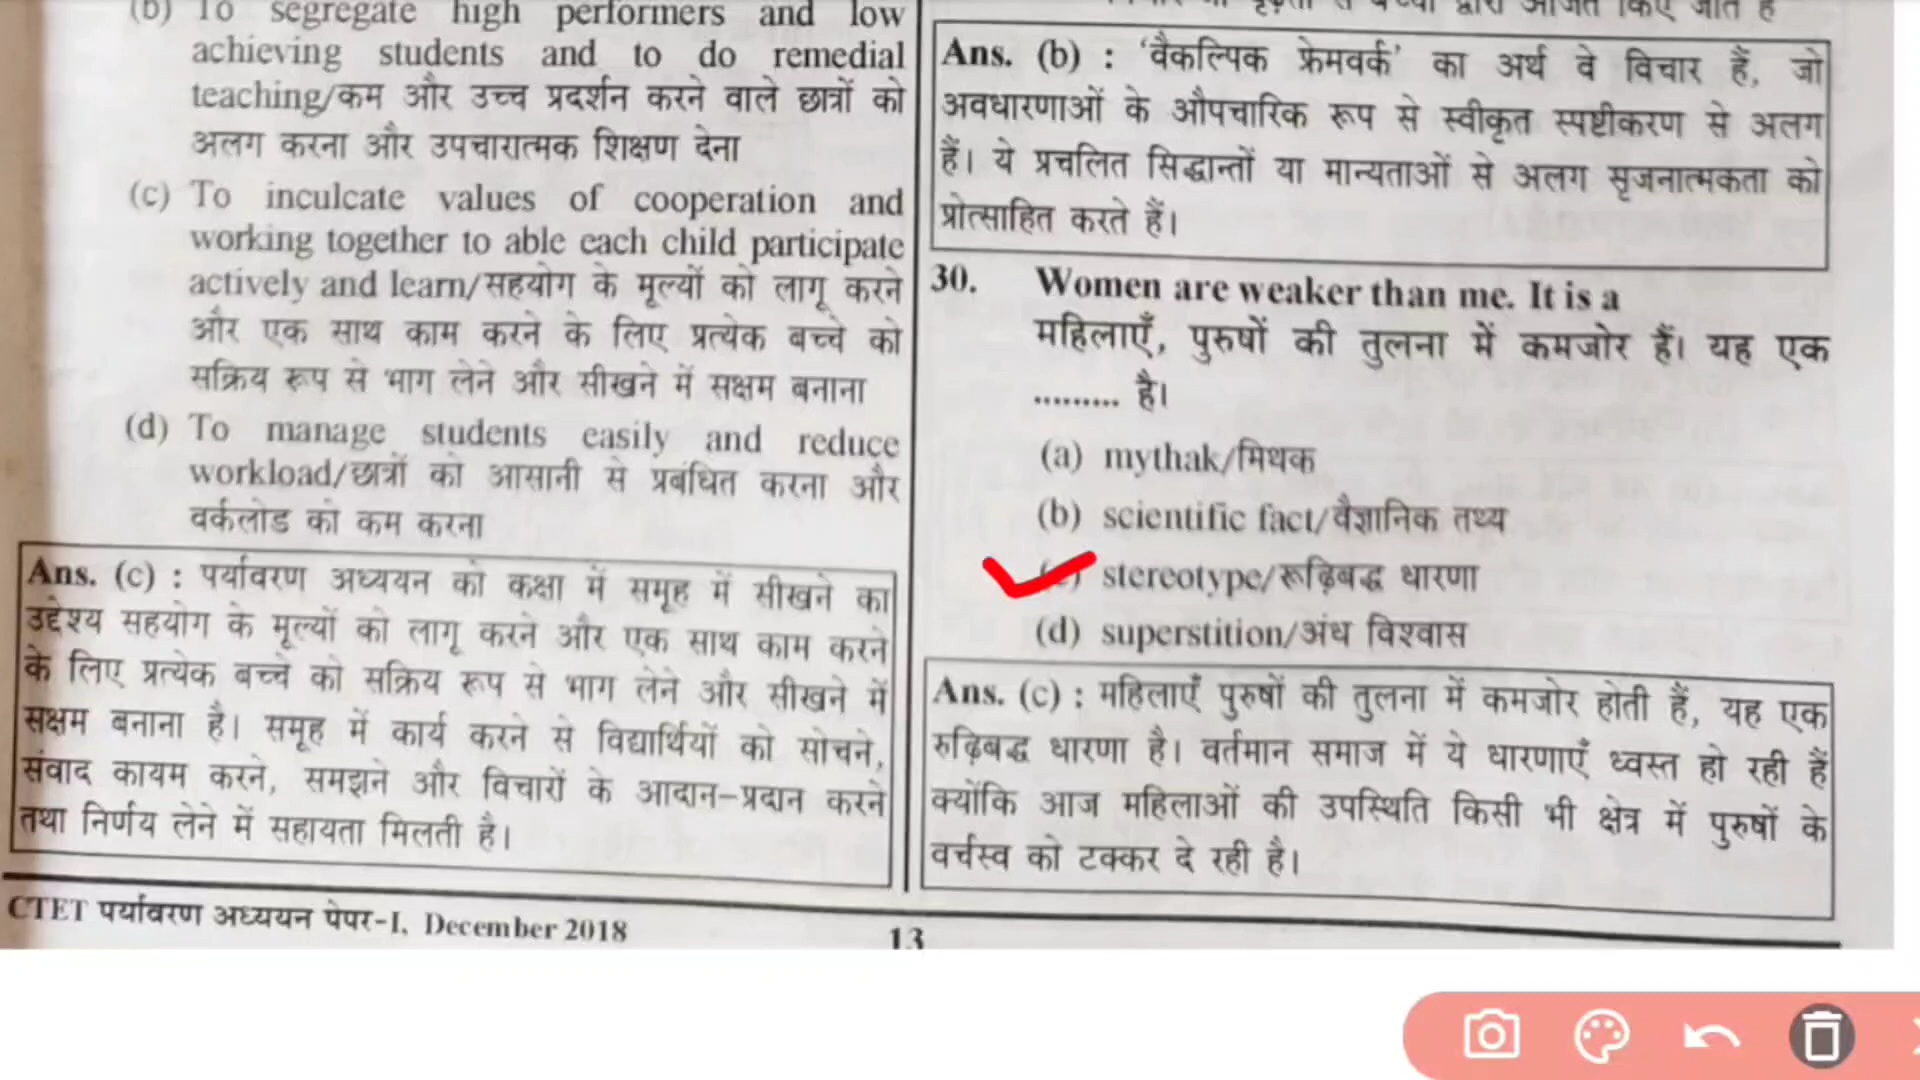 (b) To segregate high performers and low
achieving students and to do remedial
teaching/कम और उच्च प्रदर्शन करने वाले छात्रों को
अलग करना और उपचारात्मक शिक्षण देना
(c) To inculcate values of cooperation and
working together to able each child participate
actively and learn/सहयोग के मूल्यों को लागू करने
और एक साथ काम करने के लिए प्रत्येक बच्चे को
सक्रिय रूप से भाग लेने और सीखने में सक्षम बनाना
(d) To manage students easily and reduce
workload/छात्रों को आसानी से प्रबंधित करना और
वर्कलोड को कम करना
Ans. (c) : पर्यावरण अध्ययन को कक्षा में समूह में सीखने का
उद्देश्य सहयोग के मूल्यों को लागू करने और एक साथ काम करने
के लिए प्रत्येक बच्चे को सक्रिय रूप से भाग लेने और सीखने में
सक्षम बनाना है। समूह में कार्य करने से विद्यार्थियों को सोचने,
संवाद कायम करने, समझने और विचारों के आदान-प्रदान करने
तथा निर्णय लेने में सहायता मिलती है।
द्वारा अर्जित किए जाते हैं
Ans. (b) : 'वैकल्पिक फ्रेमवर्क' का अर्थ वे विचार हैं, जो
अवधारणाओं के औपचारिक रूप से स्वीकृत स्पष्टीकरण से अलग
हैं। ये प्रचलित सिद्धान्तों या मान्यताओं से अलग सृजनात्मकता को
प्रोत्साहित करते हैं।
30. Women are weaker than me. It is a
महिलाएँ, पुरुषों की तुलना में कमजोर हैं। यह एक
......... है।
(a) mythak/मिथक
(b) scientific fact/वैज्ञानिक तथ्य
(c) stereotype/रूढ़िबद्ध धारणा
(d) superstition/अंध विश्वास
Ans. (c) : महिलाएँ पुरुषों की तुलना में कमजोर होती हैं, यह एक
रुढ़िबद्ध धारणा है। वर्तमान समाज में ये धारणाएँ ध्वस्त हो रही हैं
क्योंकि आज महिलाओं की उपस्थिति किसी भी क्षेत्र में पुरुषों के
वर्चस्व को टक्कर दे रही है।
CTET पर्यावरण अध्ययन पेपर-I, December 2018
13